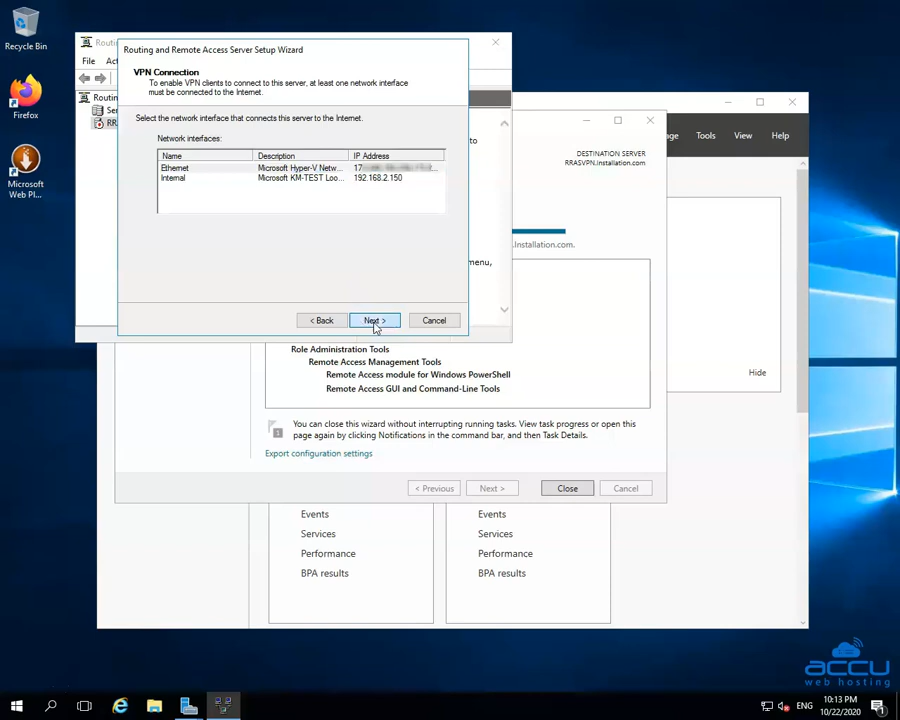 Recycle Bin
Firefox
Microsoft
Web Pl...
File
Routing and Remote Access Server Setup Wizard
VPN Connection
To enable VPN clients to connect to this server, at least one network interface
must be connected to the Internet.
Select the network interface that connects this server to the Internet.
Network interfaces:
Name Description IP Address
Ethernet Microsoft Hyper-V Netw... 17
Internal Microsoft KM-TEST Loo... 192.168.2.150
< Back Next > Cancel
to
menu,
Tools View Help
DESTINATION SERVER
RRASVPN.Installation.com
.Installation.com.
Role Administration Tools
Remote Access Management Tools
Remote Access module for Windows PowerShell
Remote Access GUI and Command-Line Tools
You can close this wizard without interrupting running tasks. View task progress or open this
page again by clicking Notifications in the command bar, and then Task Details.
Export configuration settings
< Previous Next > Close Cancel
Hide
Events
Services
Performance
BPA results
Events
Services
Performance
BPA results
accu
web hosting
ENG
10:13 PM
10/22/2020
1